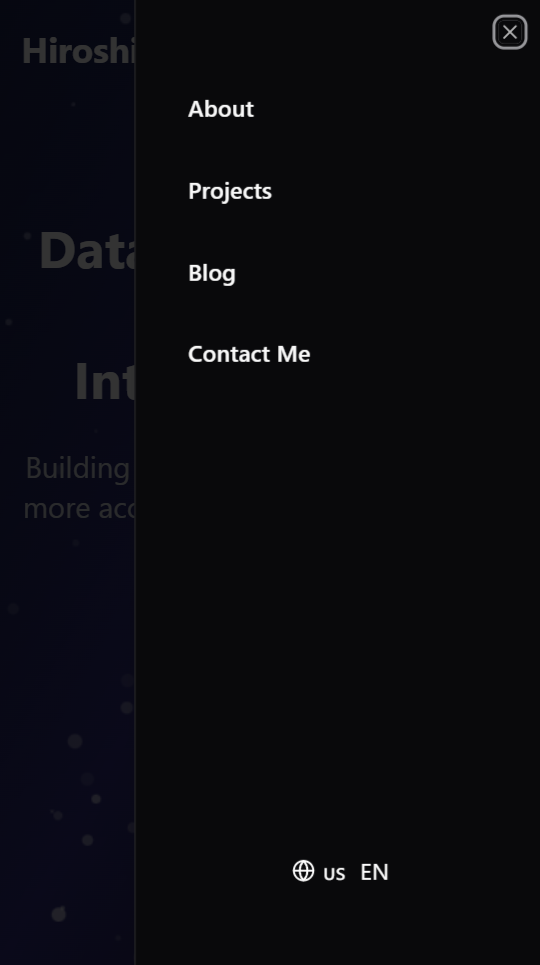 Hiroshi
About
Projects
Data
Blog
Contact Me
Int
Building
more acc
us EN